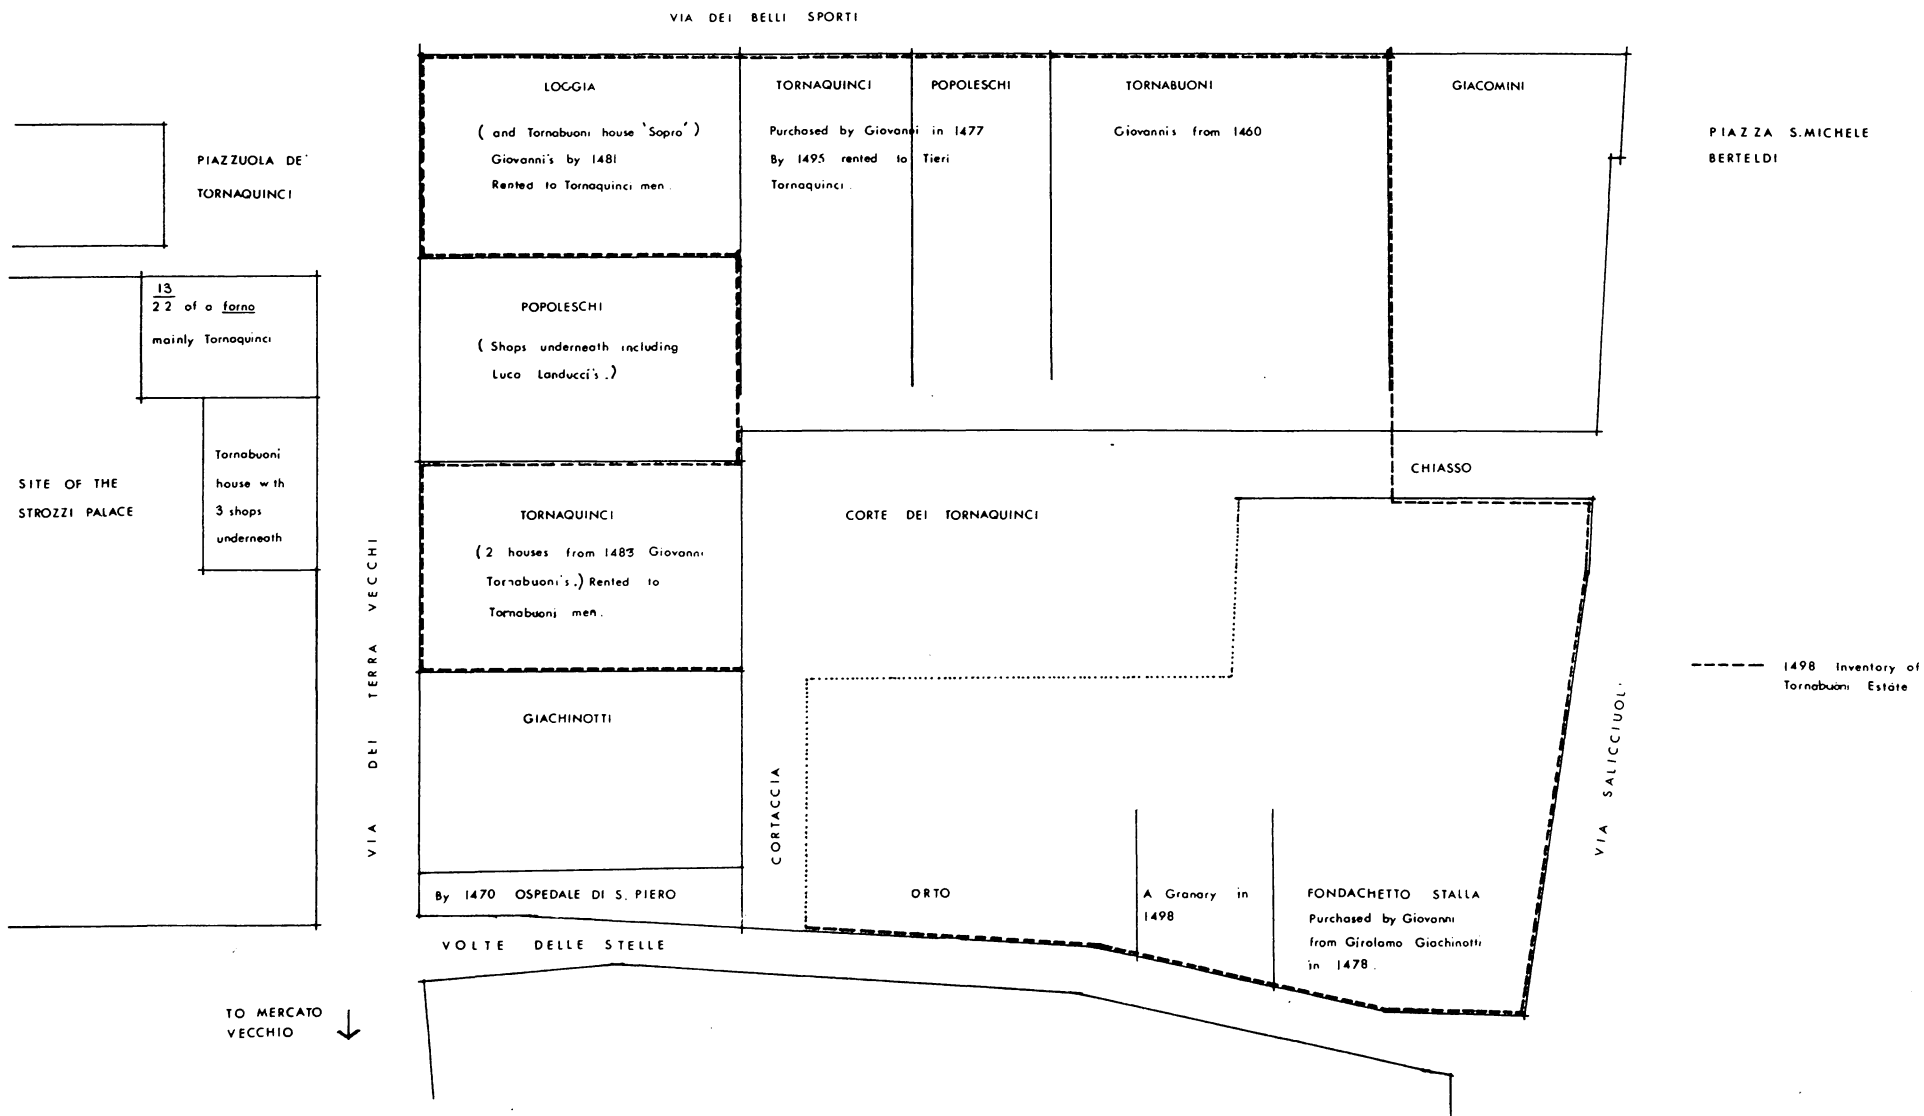 VIA DEI BELLI SPORTI
LOGGIA
( and Tornabuoni house 'Sopro')
Giovanni's by 1481
Rented to Tornaquinci men.
TORNAQUINCI
POPOLESCHI
Purchased by Giovanni in 1477
By 1495 rented to Tieri
Tornaquinci.
TORNABUONI
Giovanni's from 1460
GIACOMINI
PIAZZA S.MICHELE
BERTELDI
PIAZZUOLA DE'
TORNAQUINCI
13
22 of a forno
mainly Tornaquinci
POPOLESCHI
( Shops underneath including
Luca Landucci's .)
Tornabuoni
house with
3 shops
underneath
SITE OF THE
STROZZI PALACE
CHIASSO
TORNAQUINCI
(2 houses from 1483 Giovanni
Tornabuoni's.) Rented to
Tornabuoni men.
CORTE DEI TORNAQUINCI
VIA DEI TERRA VECCHI
GIACHINOTTI
CORTACCIA
VIA SALICCIUOLI
1498 Inventory of
Tornabuoni Estate
By 1470 OSPEDALE DI S. PIERO
ORTO
A Granary in
1498
FONDACHETTO STALLA
Purchased by Giovanni
from Girolamo Giachinotti
in 1478.
VOLTE DELLE STELLE
TO MERCATO
VECCHIO